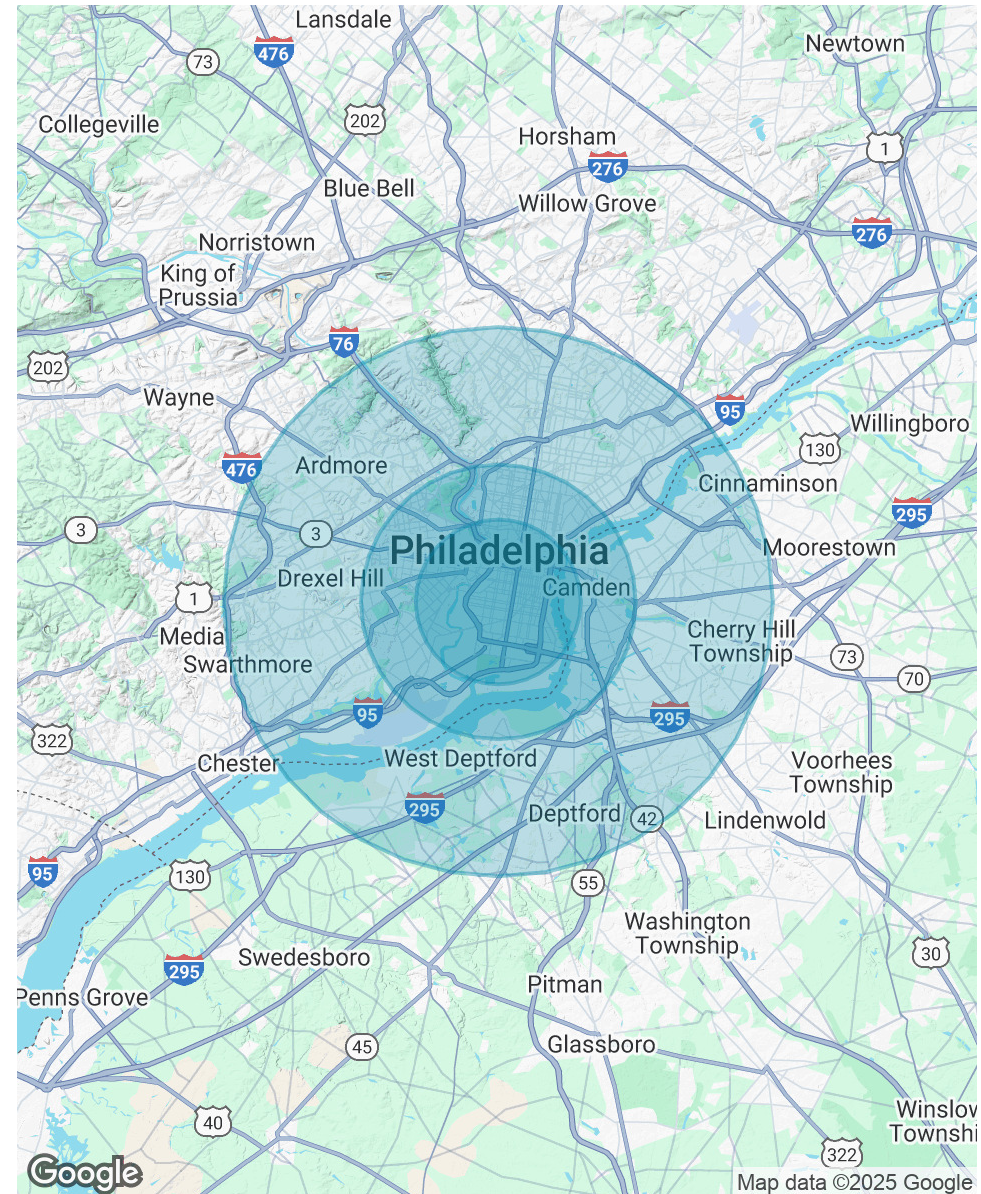 Lansdale
476
73
Newtown
202
Collegeville
Horsham
1
276
Blue Bell
Willow Grove
276
Norristown
King of
Prussia
76
202
Wayne
95
Willingboro
476
Ardmore
130
Cinnaminson
295
3
3
Philadelphia
Moorestown
Drexel Hill
Camden
1
Media
Cherry Hill
Township
Swarthmore
73
70
95
295
322
Chester
West Deptford
Voorhees
Township
295
Deptford
42
Lindenwold
95
130
55
Washington
Township
30
Swedesboro
295
Penns Grove
Pitman
45
Glassboro
40
Winslow
Townshi
322
Google
Map data ©2025 Google